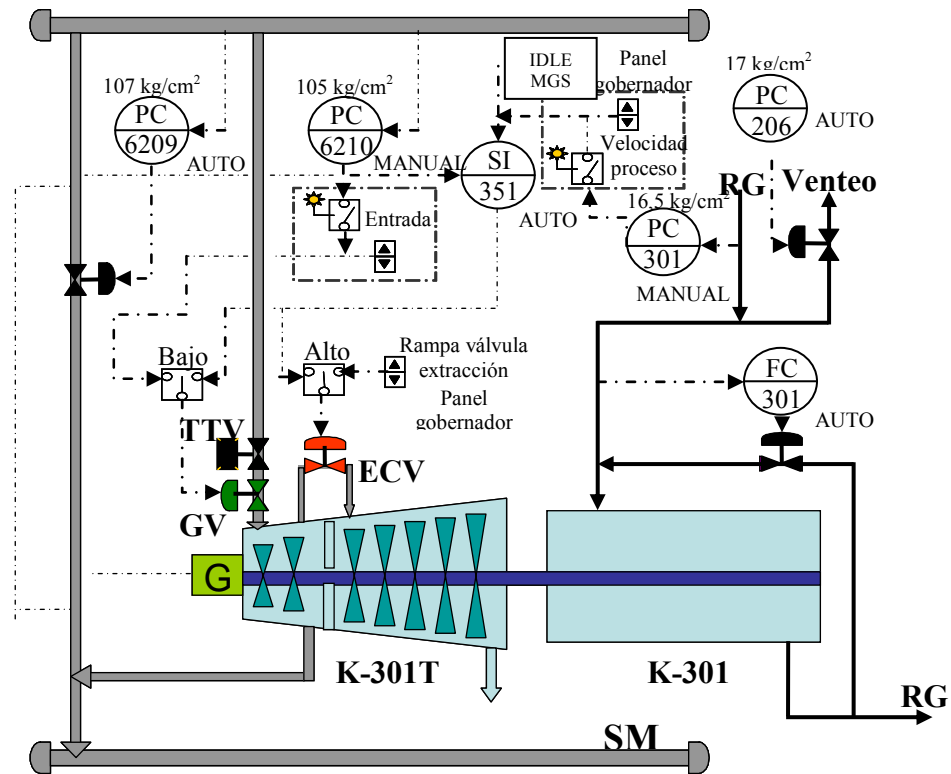 IDLE
MGS
Panel
gobernador
17 kg/cm²
107 kg/cm²
105 kg/cm²
PC
6209
AUTO
PC
6210
MANUAL
SI
351
Velocidad
proceso
PC
206
AUTO
Entrada
AUTO
16,5 kg/cm²
RG
Venteo
PC
301
MANUAL
Bajo
Alto
Rampa válvula
extracción
Panel
gobernador
FC
301
AUTO
TTV
ECV
GV
G
K-301T
K-301
RG
SM